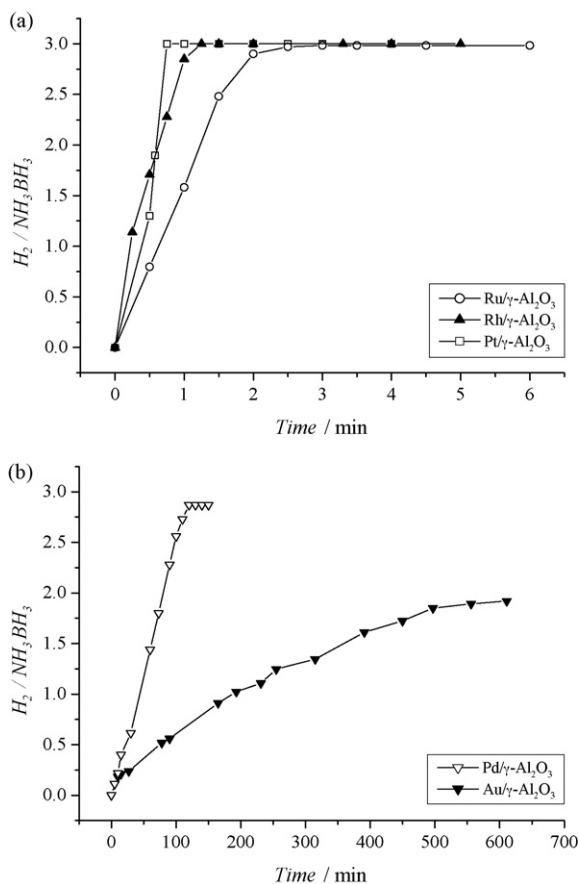 (a)
3.0
2.5
2.0
1.5
1.0
0.5
0.0
H₂ / NH₃BH₃
Ru/γ-Al₂O₃
Rh/γ-Al₂O₃
Pt/γ-Al₂O₃
0 1 2 3 4 5 6
Time / min
(b)
3.0
2.5
2.0
1.5
1.0
0.5
0.0
H₂ / NH₃BH₃
Pd/γ-Al₂O₃
Au/γ-Al₂O₃
0 100 200 300 400 500 600 700
Time / min